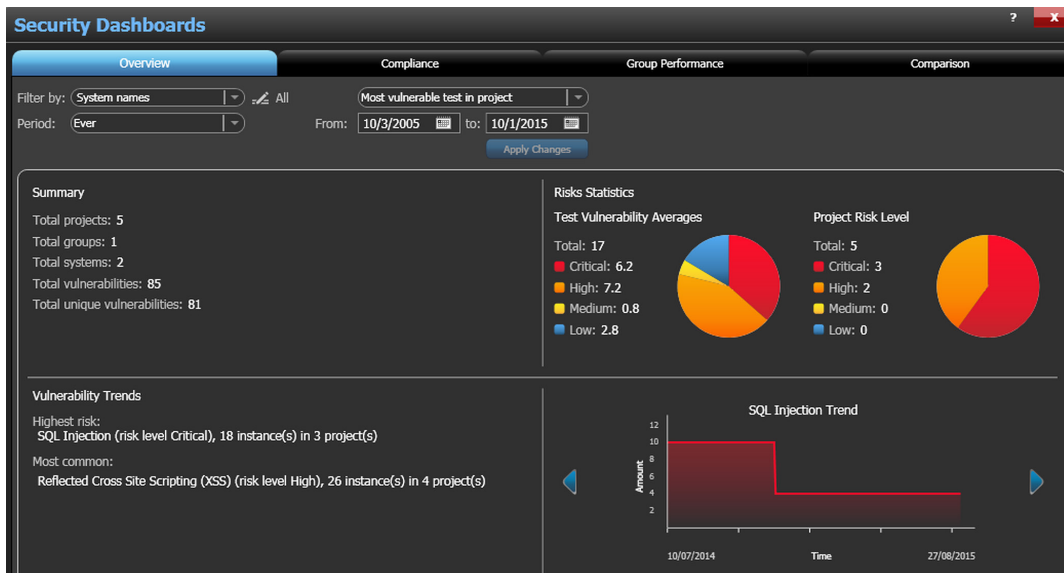 Security Dashboards
? X
Overview Compliance Group Performance Comparison
Filter by: System names All Most vulnerable test in project
Period: Ever From: 10/3/2005 to: 10/1/2015
Apply Changes
Summary
Total projects: 5
Total groups: 1
Total systems: 2
Total vulnerabilities: 85
Total unique vulnerabilities: 81
Risks Statistics
Test Vulnerability Averages
Total: 17
Critical: 6.2
High: 7.2
Medium: 0.8
Low: 2.8
Project Risk Level
Total: 5
Critical: 3
High: 2
Medium: 0
Low: 0
Vulnerability Trends
Highest risk:
SQL Injection (risk level Critical), 18 instance(s) in 3 project(s)
Most common:
Reflected Cross Site Scripting (XSS) (risk level High), 26 instance(s) in 4 project(s)
SQL Injection Trend
Amount
12
10
8
6
4
2
10/07/2014 Time 27/08/2015